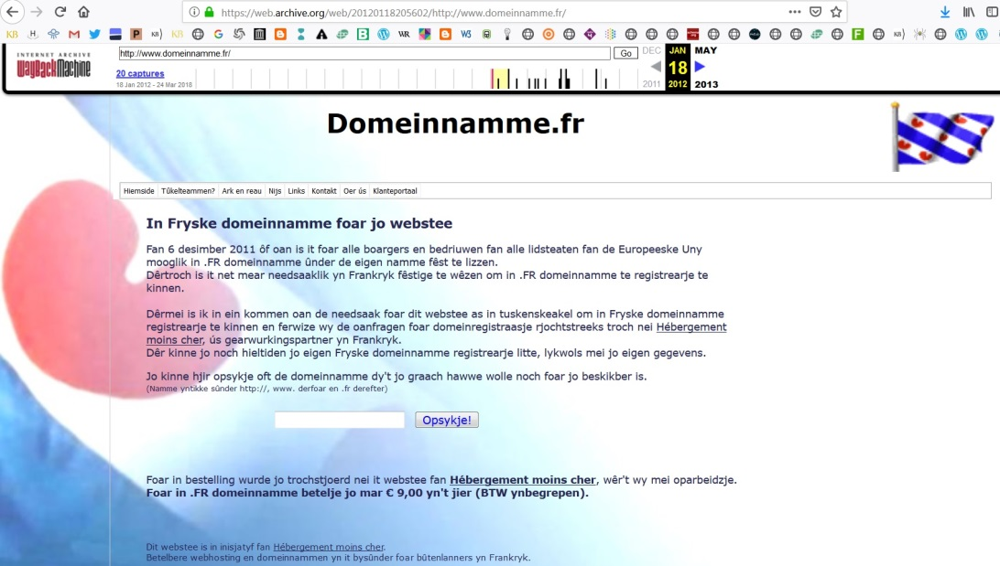 https://web.archive.org/web/20120118205602/http://www.domeinnamme.fr/
INTERNET ARCHIVE
WayBackMachine
http://www.domeinnamme.fr/
Go
DEC JAN MAY
20 captures
18
18 Jan 2012 - 24 Mar 2016
2011 2012 2013
Domeinnamme.fr
Hiemside Tûkelteammen? Ark en reau Nijs Links Kontakt Oer ús Klanteportaal
In Fryske domeinnamme foar jo webstee
Fan 6 desimber 2011 ôf oan is it foar alle boargers en bedriuwen fan alle lidsteaten fan de Europeeske Uny
mooglik in .FR domeinnamme ûnder de eigen namme fêst te lizzen.
Dêrtroch is it net mear needsaaklik yn Frankryk fêstige te wêzen om in .FR domeinnamme te registrearje te
kinnen.
Dêrmei is ik in ein kommen oan de needsaak foar dit webstee as in tuskenskeakel om in Fryske domeinnamme
registrearje te kinnen en ferwize wy de oanfragen foar domeinregistraasje rjochtstreeks troch nei Hébergement
moins cher, ús gearwurkingspartner yn Frankryk.
Dêr kinne jo noch hieltiden jo eigen Fryske domeinnamme registrearje litte, lykwols mei jo eigen gegevens.
Jo kinne hjir opsykje oft de domeinnamme dy't jo graach hawwe wolle noch foar jo beskikber is.
(Namme yntikke sûnder http://, www. derfoar en .fr derefter)
Opsykje!
Foar in bestelling wurde jo trochstjoerd nei it webstee fan Hébergement moins cher, wêr't wy mei oparbeidzje.
Foar in .FR domeinnamme betelje jo mar € 9,00 yn't jier (BTW ynbegrepen).
Dit webstee is in inisjatyf fan Hébergement moins cher.
Betelbere webhosting en domeinnammen yn it bysûnder foar bûtenlanners yn Frankryk.